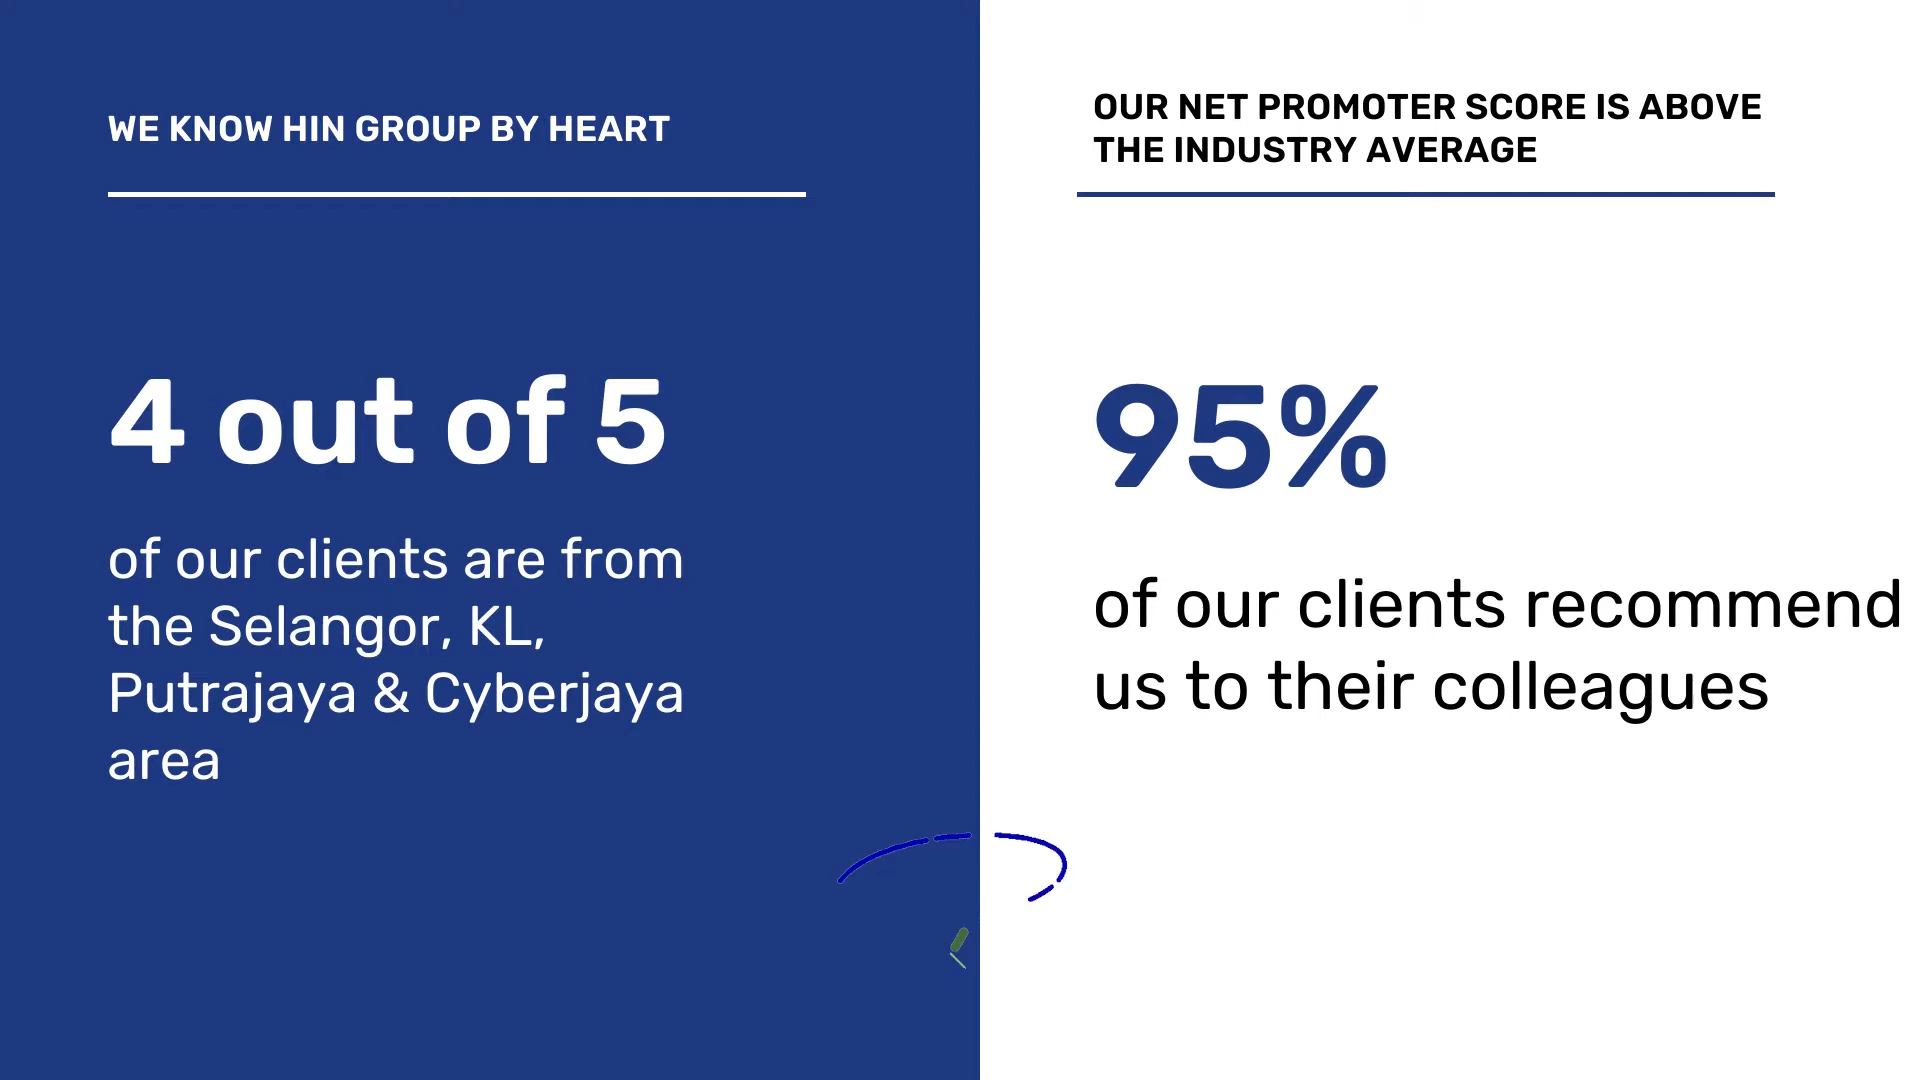 WE KNOW HIN GROUP BY HEART
4 out of 5
of our clients are from
the Selangor, KL,
Putrajaya & Cyberjaya
area
OUR NET PROMOTER SCORE IS ABOVE
THE INDUSTRY AVERAGE
95%
of our clients recommend
us to their colleagues